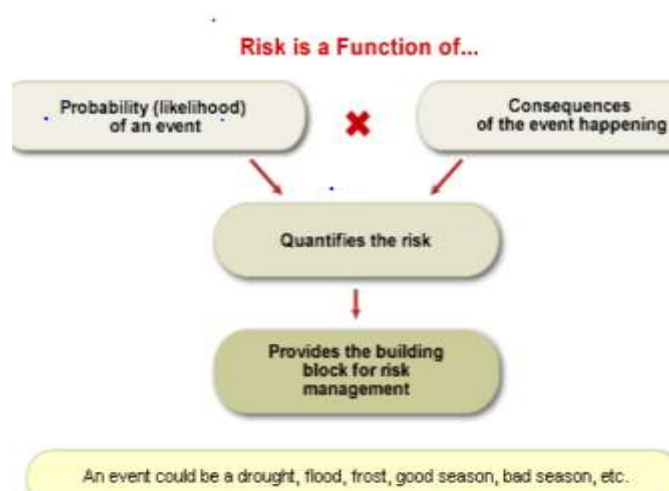 Risk is a Function of...
Probability (likelihood)
of an event
Consequences
of the event happening
Quantifies the risk
Provides the building
block for risk
management
An event could be a drought, flood, frost, good season, bad season, etc.